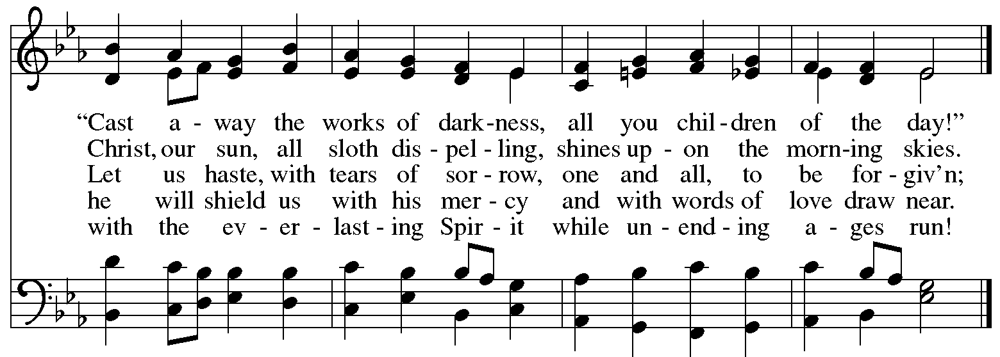 “Cast a - way the works of dark - ness, all you chil - dren of the day!”
Christ, our sun, all sloth dis - pel - ling, shines up - on the morn - ing skies.
Let us haste, with tears of sor - row, one and all, to be for - giv’n;
he will shield us with his mer - cy and with words of love draw near.
with the ev - er - last - ing Spir - it while un - end - ing a - ges run!